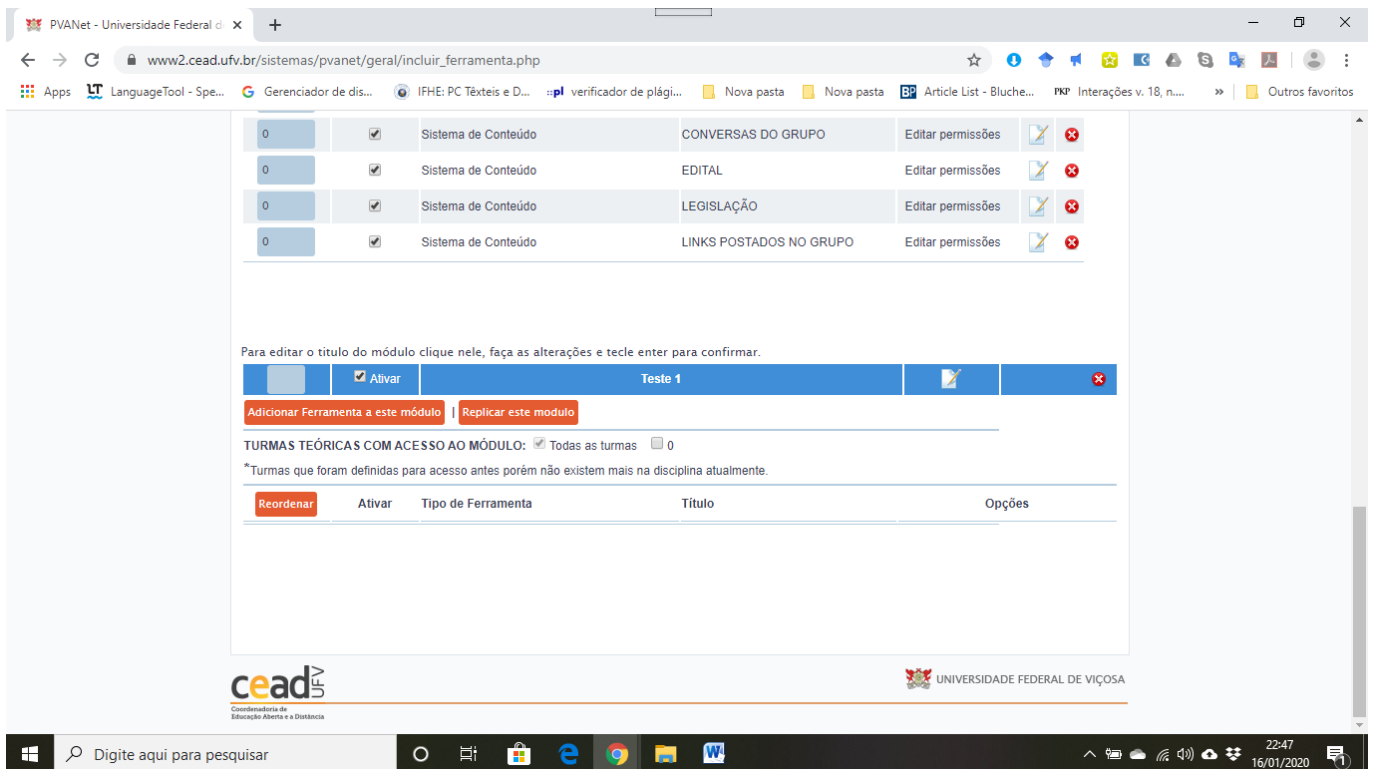 PVANet - Universidade Federal d
www2.cead.ufv.br/sistemas/pvanet/geral/incluir_ferramenta.php
Apps LanguageTool - Spe... Gerenciador de dis... IFHE: PC Têxteis e D... verificador de plági... Nova pasta Nova pasta Article List - Bluche... Interações v. 18, n.... » Outros favoritos
0 Sistema de Conteúdo CONVERSAS DO GRUPO Editar permissões
0 Sistema de Conteúdo EDITAL Editar permissões
0 Sistema de Conteúdo LEGISLAÇÃO Editar permissões
0 Sistema de Conteúdo LINKS POSTADOS NO GRUPO Editar permissões
Para editar o titulo do módulo clique nele, faça as alterações e tecle enter para confirmar.
Ativar Teste 1
Adicionar Ferramenta a este módulo | Replicar este modulo
TURMAS TEÓRICAS COM ACESSO AO MÓDULO: Todas as turmas 0
*Turmas que foram definidas para acesso antes porém não existem mais na disciplina atualmente.
Reordenar Ativar Tipo de Ferramenta Título Opções
cead UFV UNIVERSIDADE FEDERAL DE VIÇOSA
Coordenadoria de
Educação Aberta e a Distância
Digite aqui para pesquisar 22:47
16/01/2020